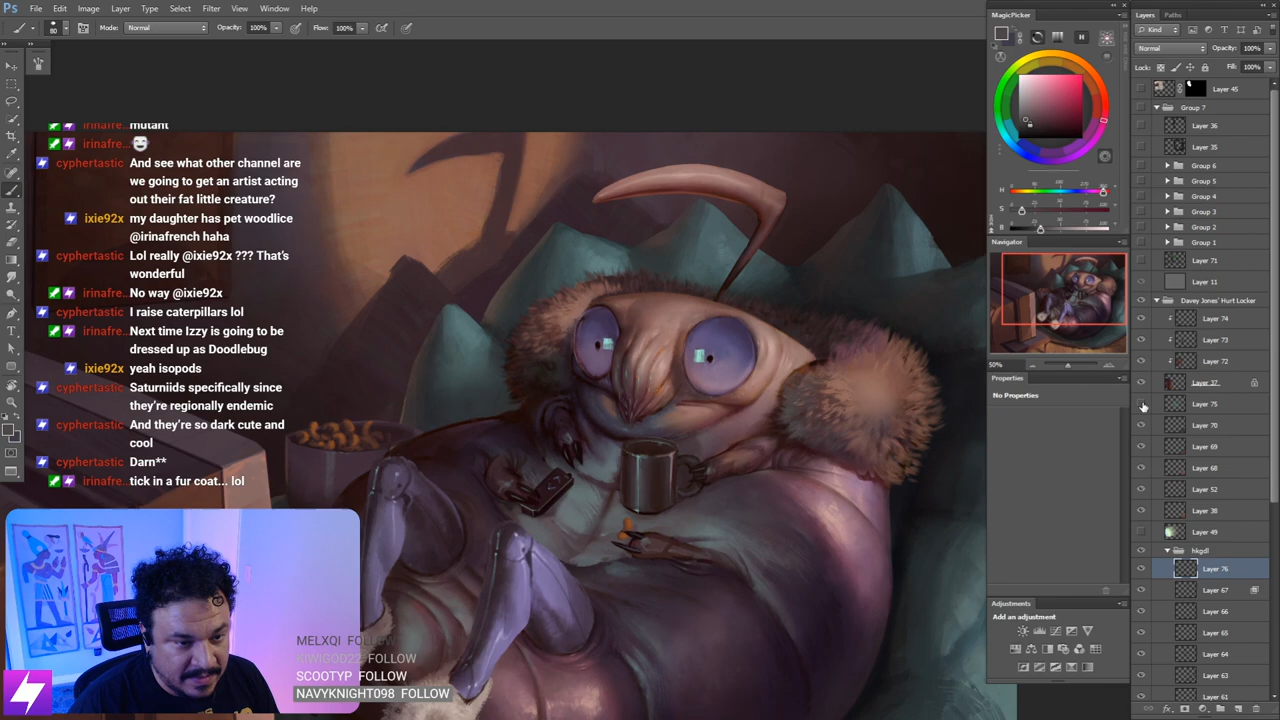 Ps File Edit Image Layer Type Select Filter View Window Help
80 Mode: Normal Opacity: 100% Flow: 100%
irinafre.. mutant
irinafre..
cyphertastic And see what other channel are
we going to get an artist acting
out their fat little creature?
ixie92x my daughter has pet woodlice
@irinafrench haha
cyphertastic Lol really @ixie92x ??? That's
wonderful
irinafre.. No way @ixie92x
cyphertastic I raise caterpillars lol
irinafre.. Next time Izzy is going to be
dressed up as Doodlebug
ixie92x yeah isopods
cyphertastic Saturniids specifically since
they're regionally endemic
cyphertastic And they're so dark cute and
cool
cyphertastic Darn**
irinafre.. tick in a fur coat... lol
MELXQI FOLLOW
KIWIGOD22 FOLLOW
SCOOTYP FOLLOW
NAVYKNIGHT098 FOLLOW
MagicPicker
H
H
S
B
Navigator
50%
Properties
No Properties
Adjustments
Add an adjustment
Layers Paths
Kind
Normal Opacity: 100%
Lock: Fill: 100%
Layer 45
Group 7
Layer 36
Layer 35
Group 6
Group 5
Group 4
Group 3
Group 2
Group 1
Layer 71
Layer 11
Davey Jones' Hurt Locker
Layer 74
Layer 73
Layer 72
Layer 37
Layer 75
Layer 70
Layer 69
Layer 68
Layer 52
Layer 38
Layer 49
hkgdl
Layer 76
Layer 67
Layer 66
Layer 65
Layer 64
Layer 63
Layer 61
fx